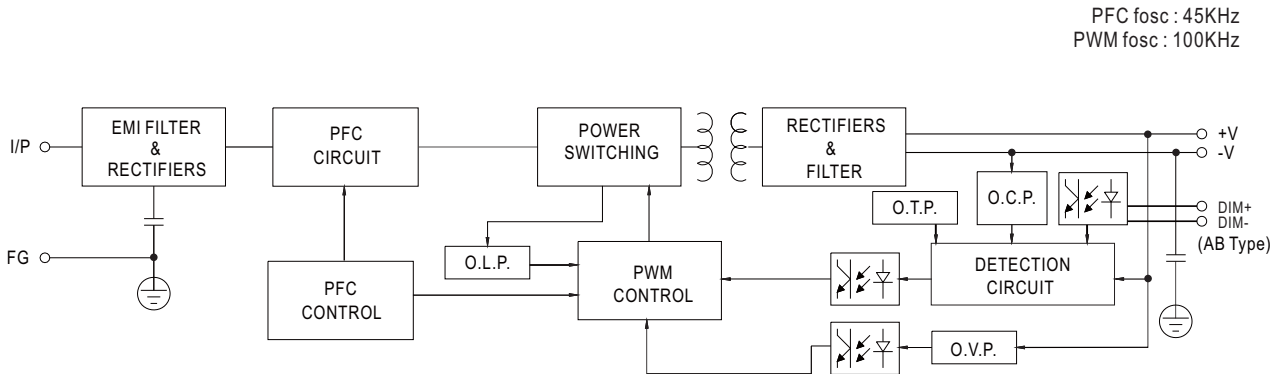 PFC fosc : 45KHz
PWM fosc : 100KHz
I/P
EMI FILTER
&
RECTIFIERS
PFC
CIRCUIT
POWER
SWITCHING
RECTIFIERS
&
FILTER
+V
-V
O.T.P.
O.C.P.
DIM+
DIM-
(AB Type)
FG
O.L.P.
PFC
CONTROL
PWM
CONTROL
DETECTION
CIRCUIT
O.V.P.